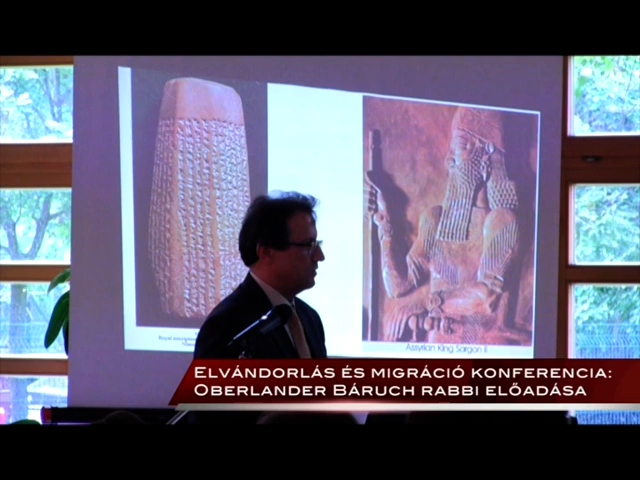 Assyrian King Sargon II
ELVÁNDORLÁS ÉS MIGRÁCIÓ KONFERENCIA:
OBERLANDER BÁRUCH RABBI ELŐADÁSA